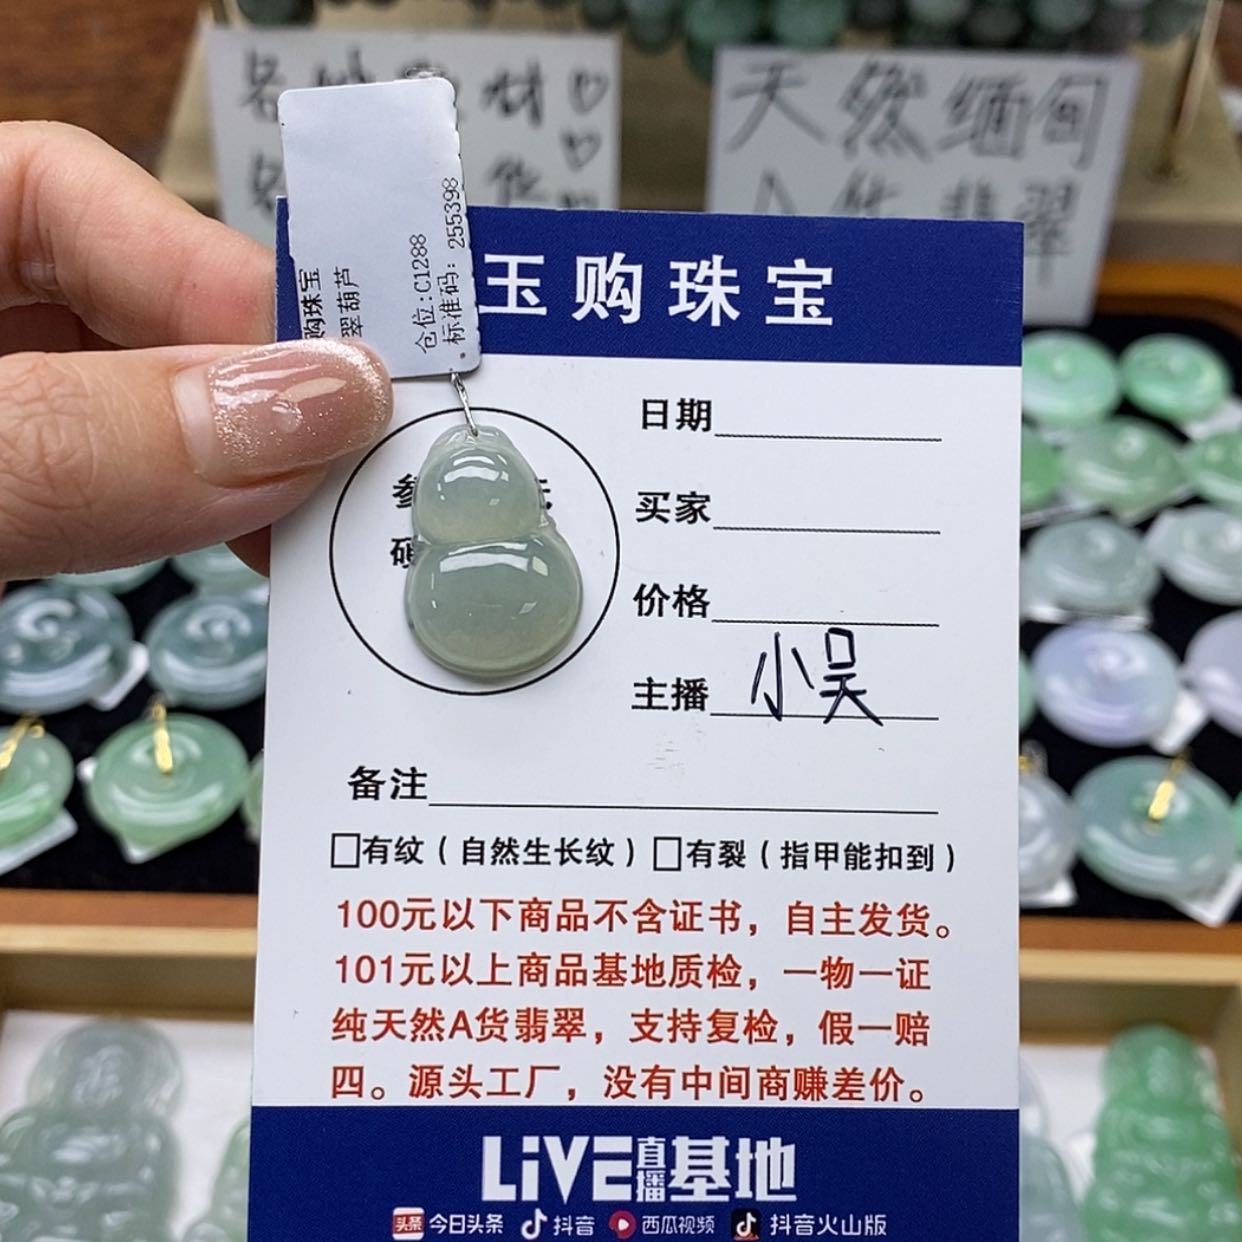 天然缅甸
玉购珠宝
购珠宝
翠葫芦
仓位:C1288
标准码: 255398
日期
买家
价格
主播 小吴
备注
□有纹（自然生长纹）□有裂（指甲能扣到）
100元以下商品不含证书，自主发货。
101元以上商品基地质检，一物一证
纯天然A货翡翠，支持复检，假一赔
四。源头工厂，没有中间商赚差价。
LiVE直播基地
头条 今日头条 抖音 西瓜视频 抖音火山版